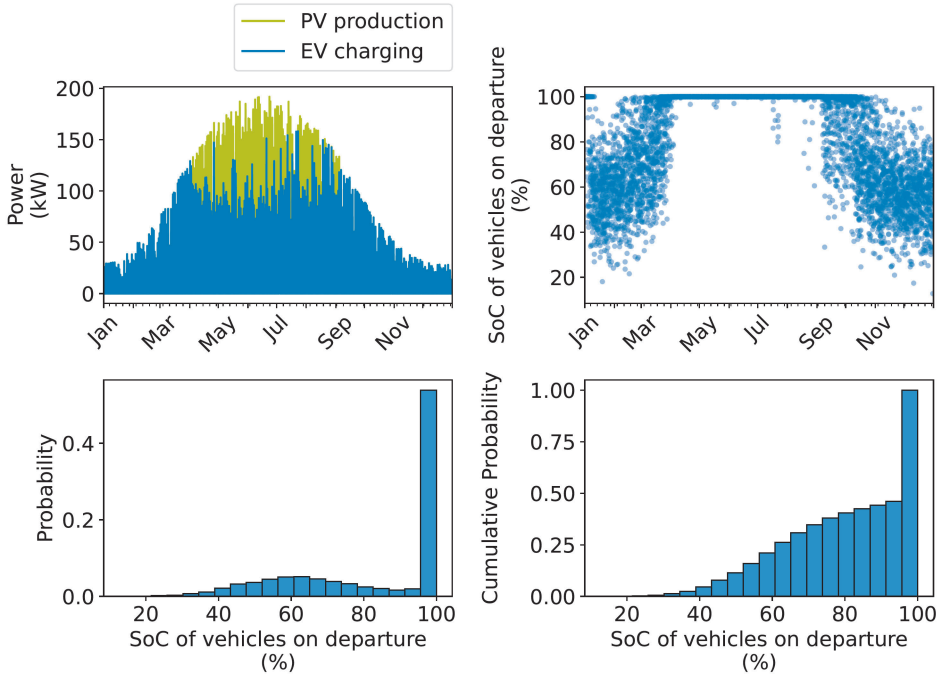 PV production
EV charging
200
150
100
50
0
Power
(kW)
Jan
Mar
May
Jul
Sep
Nov
100
80
60
40
20
SoC of vehicles on departure
(%)
Jan
Mar
May
Jul
Sep
Nov
0.4
0.2
0.0
Probability
20
40
60
80
100
SoC of vehicles on departure
(%)
1.00
0.75
0.50
0.25
0.00
Cumulative Probability
20
40
60
80
100
SoC of vehicles on departure
(%)